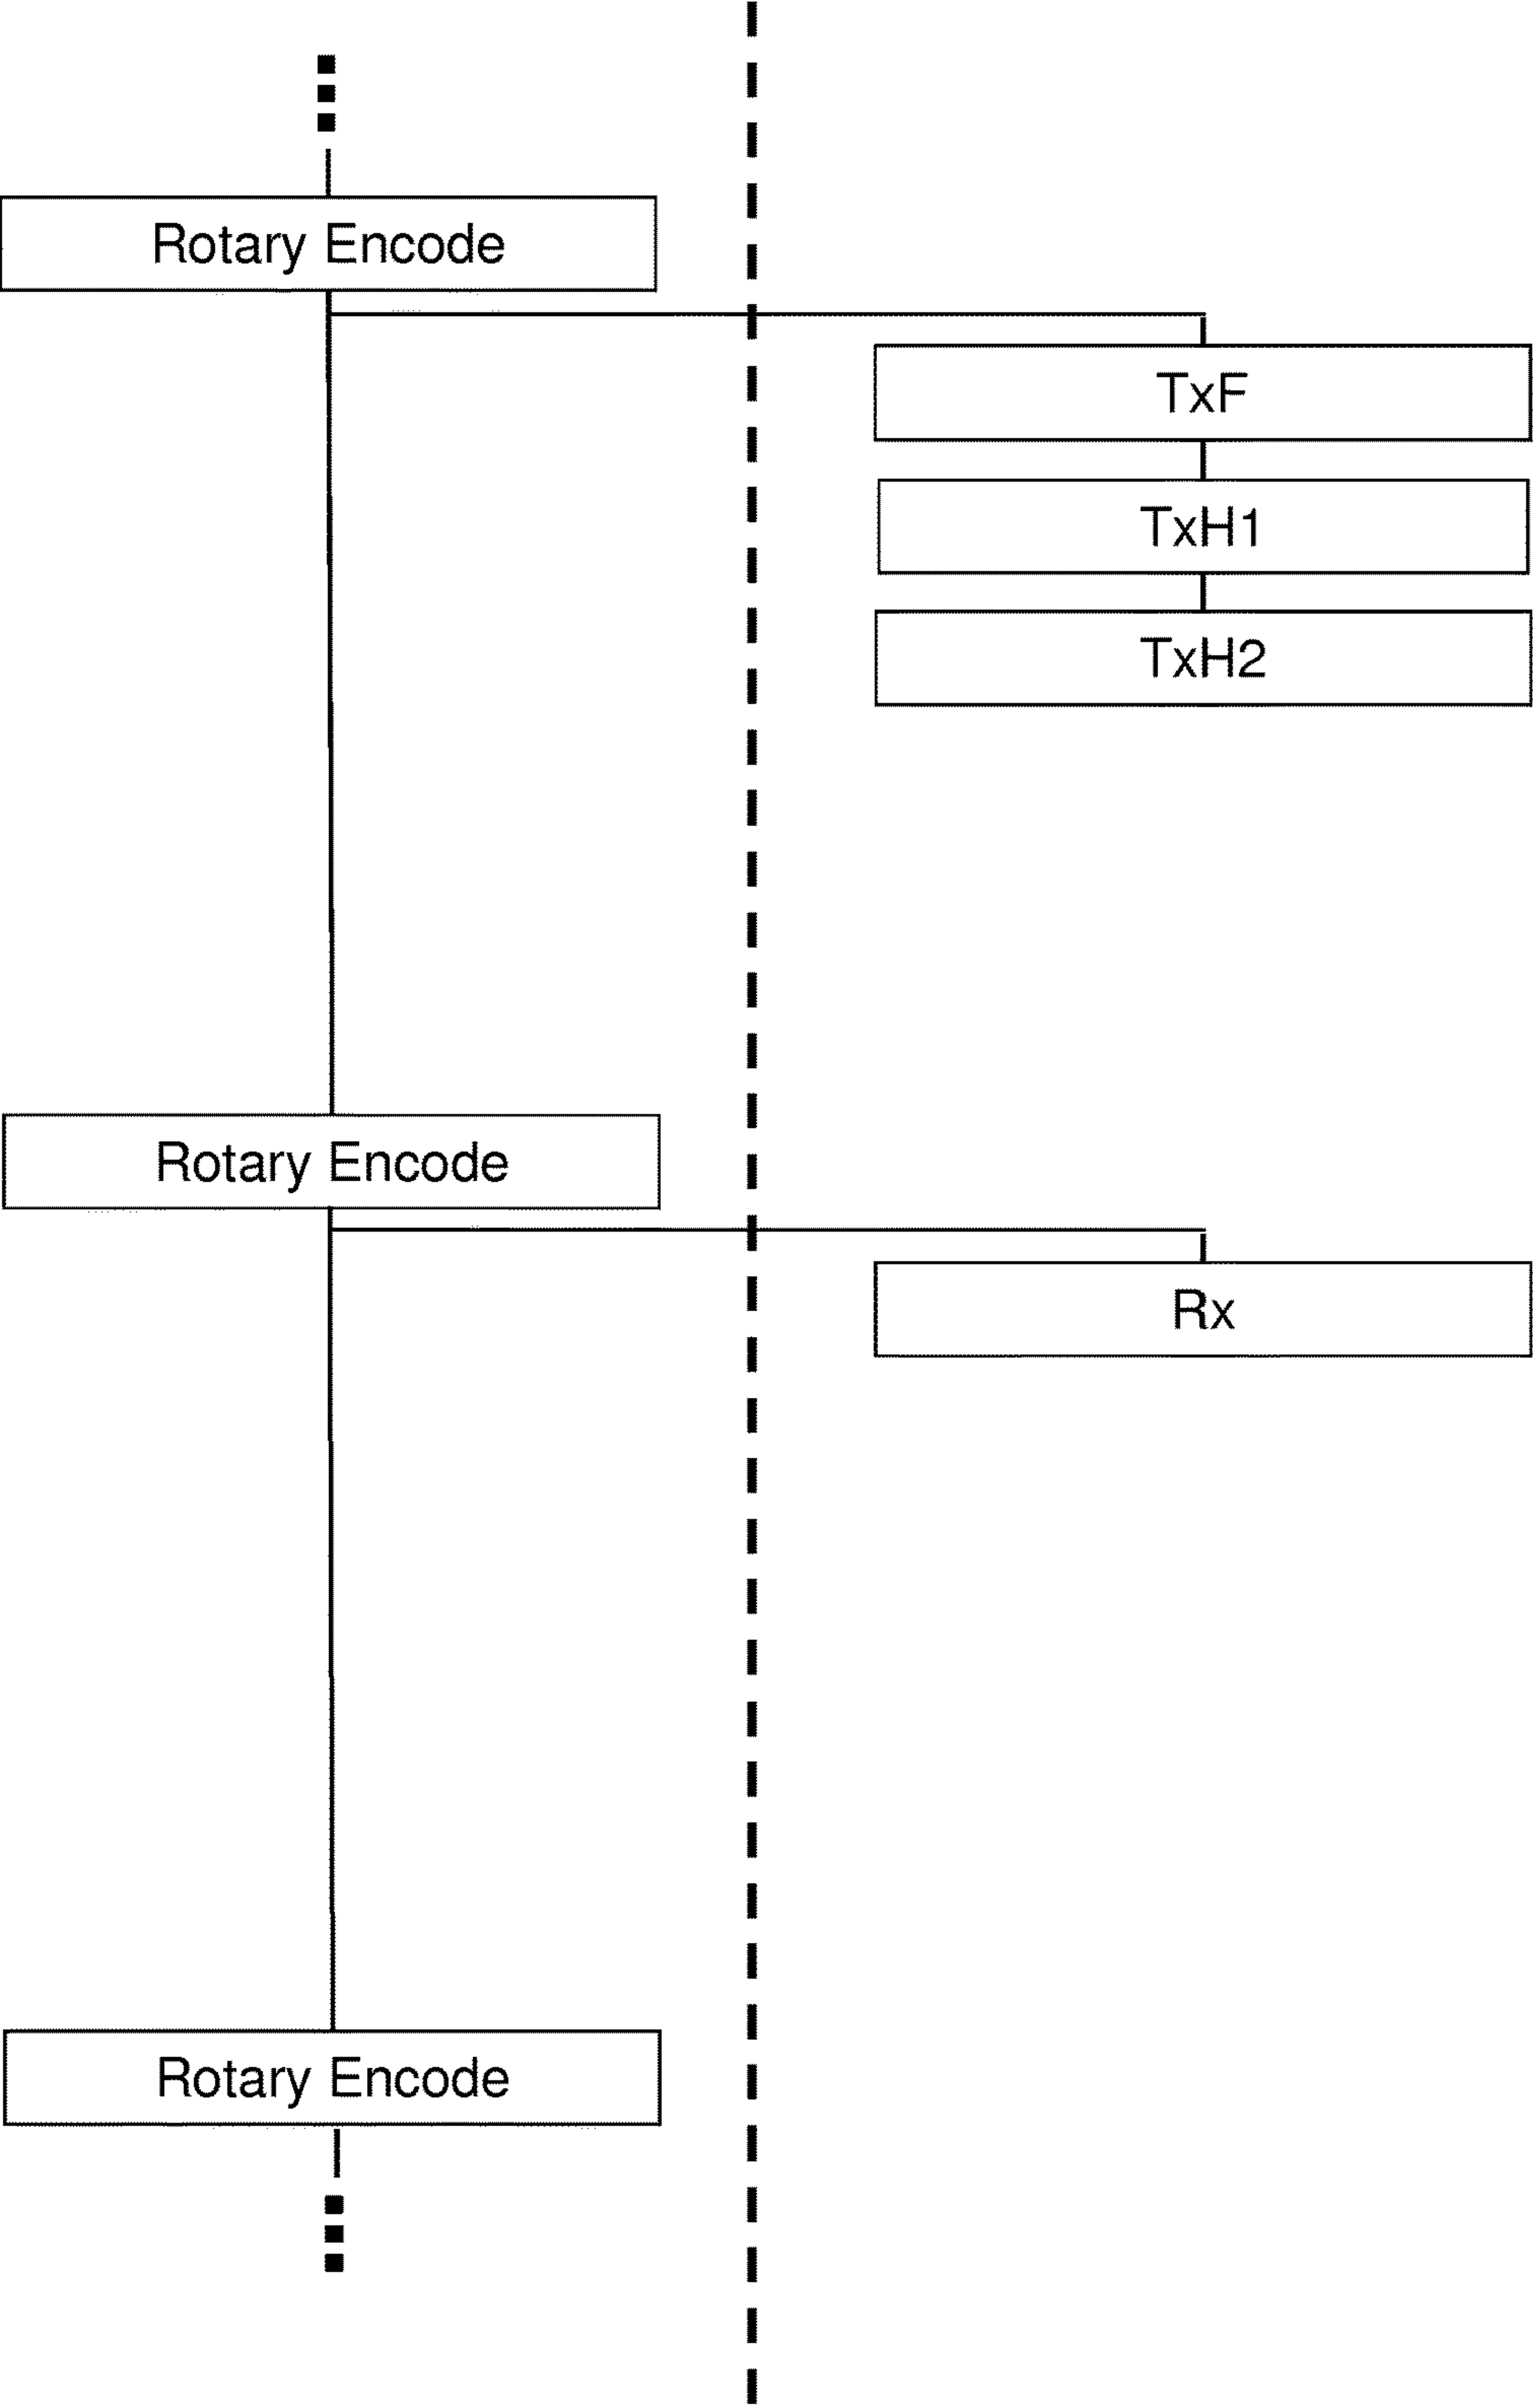 Rotary Encode
TxF
TxH1
TxH2
Rotary Encode
Rx
Rotary Encode